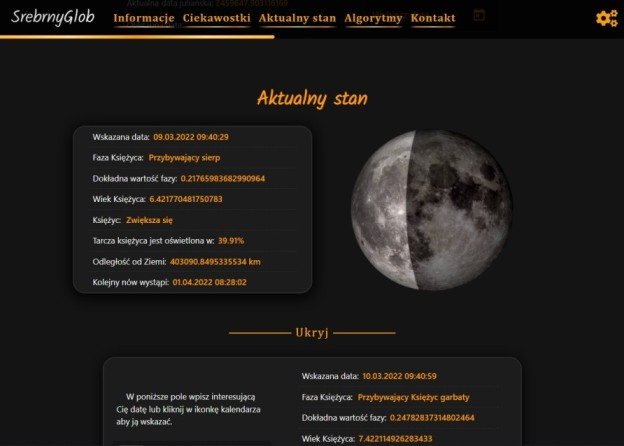 Aktualna data juliańska: 2459647.903116169
SrebrnyGlob Informacje Ciekawostki Aktualny stan Algorytmy Kontakt
Aktualny stan
Wskazana data: 09.03.2022 09:40:29
Faza Księżyca: Przybywający sierp
Dokładna wartość fazy: 0.21765983682990964
Wiek Księżyca: 6.421770481750783
Księżyc: Zwiększa się
Tarcza księżyca jest oświetlona w: 39.91%
Odległość od Ziemi: 403090.8495335534 km
Kolejny nów wystąpi: 01.04.2022 08:28:02
Ukryj
W poniższe pole wpisz interesującą
Cię datę lub kliknij w ikonkę kalendarza
aby ją wskazać.
Wskazana data: 10.03.2022 09:40:59
Faza Księżyca: Przybywający Księżyc garbaty
Dokładna wartość fazy: 0.24782837314802464
Wiek Księżyca: 7.422114926283433